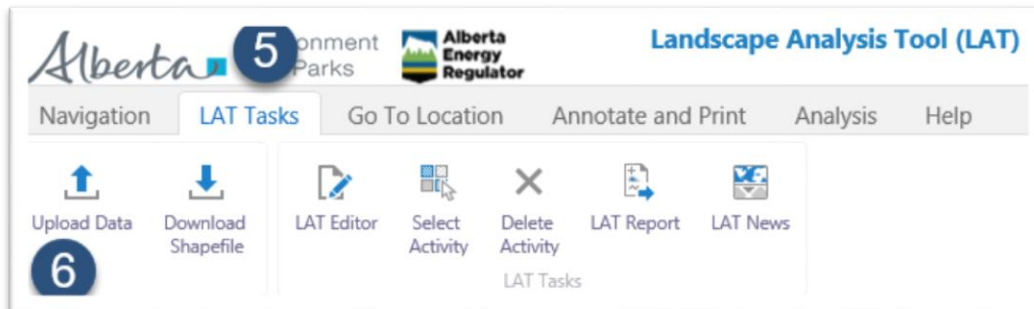 Alberta 5 onment Parks
Alberta Energy Regulator
Landscape Analysis Tool (LAT)
Navigation LAT Tasks Go To Location Annotate and Print Analysis Help
Upload Data Download Shapefile LAT Editor Select Activity Delete Activity LAT Report LAT News
6
LAT Tasks